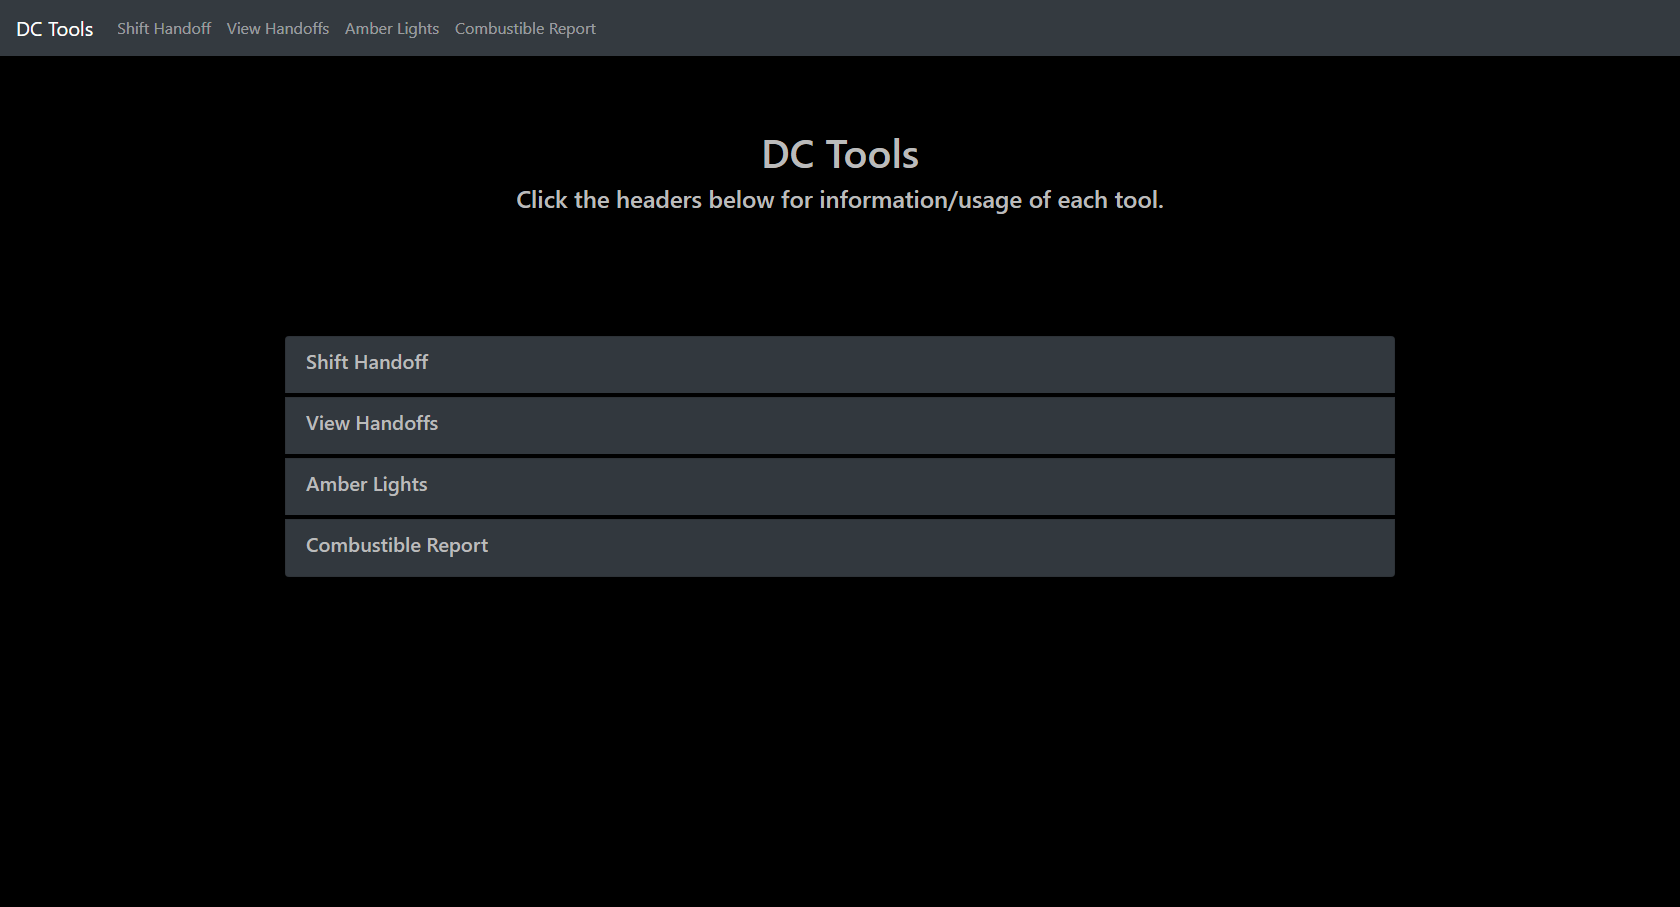 DC Tools Shift Handoff View Handoffs Amber Lights Combustible Report
DC Tools
Click the headers below for information/usage of each tool.
Shift Handoff
View Handoffs
Amber Lights
Combustible Report